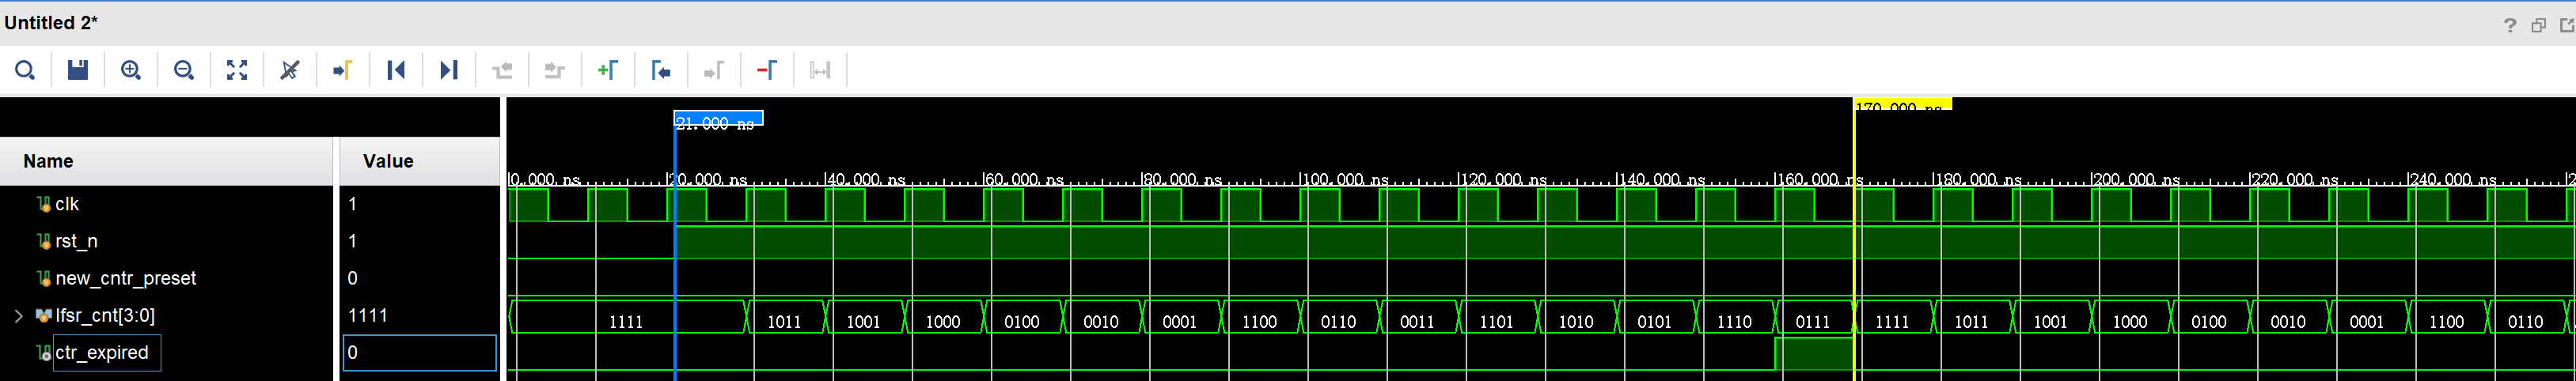 Untitled 2*
?
21.000 ns
170.000 ns
Name Value
0.000 ns 20.000 ns 40.000 ns 60.000 ns 80.000 ns 100.000 ns 120.000 ns 140.000 ns 160.000 ns 180.000 ns 200.000 ns 220.000 ns 240.000 ns
clk 1
rst_n 1
new_cntr_preset 0
lfsr_cnt[3:0] 1111 1111 1011 1001 1000 0100 0010 0001 1100 0110 0011 1101 1010 0101 1110 0111 1111 1011 1001 1000 0100 0010 0001 1100 0110
ctr_expired 0